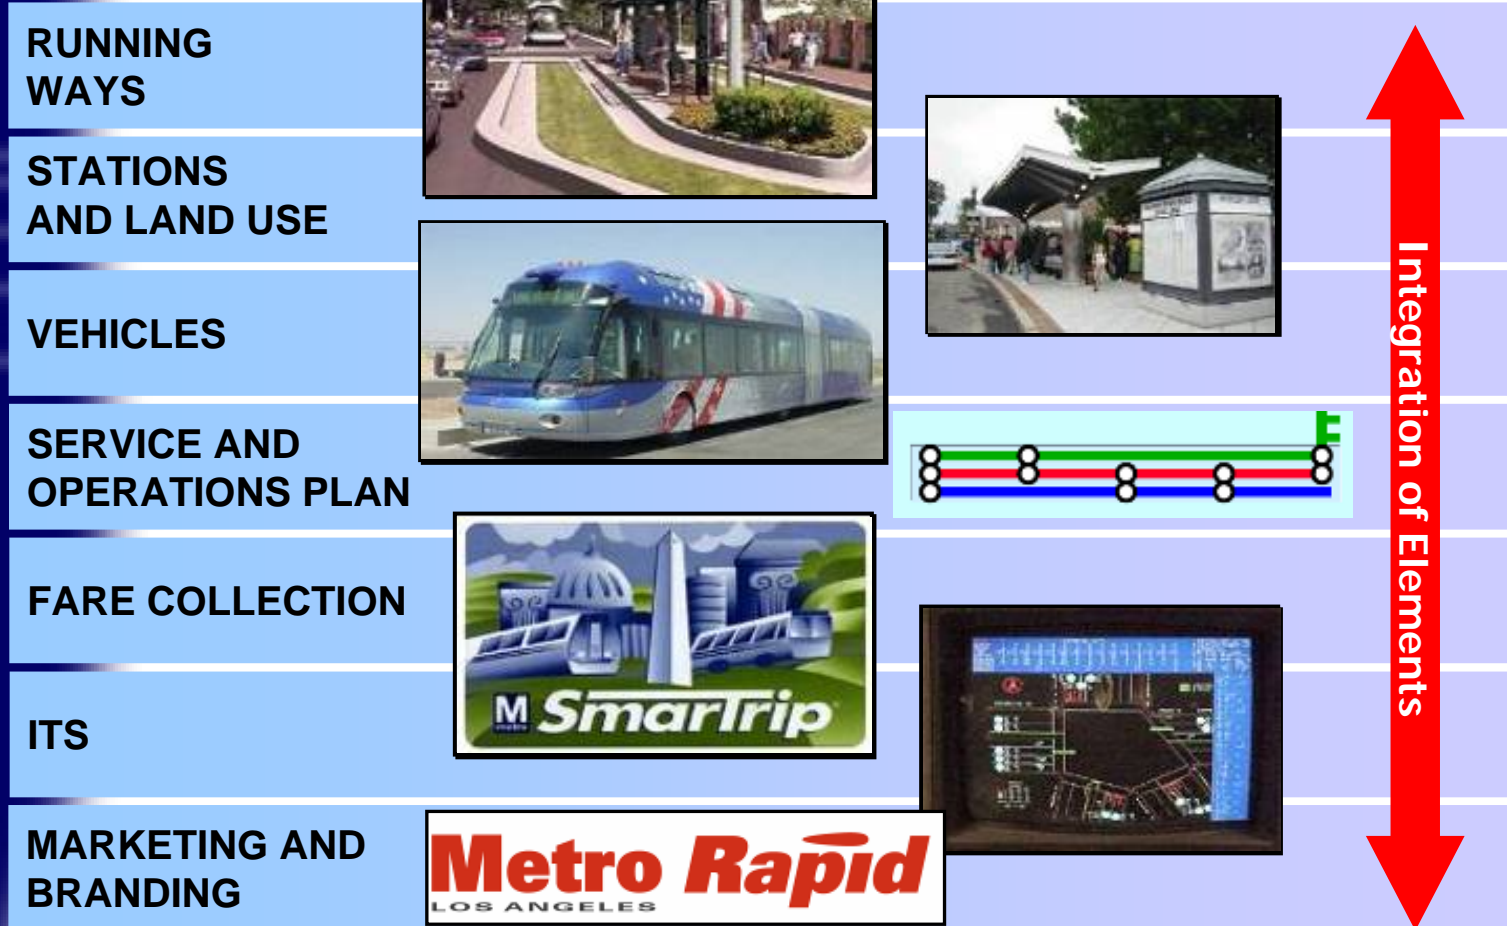 RUNNING
WAYS
STATIONS
AND LAND USE
VEHICLES
SERVICE AND
OPERATIONS PLAN
FARE COLLECTION
M SmarTrip
metro
ITS
MARKETING AND
BRANDING
Metro Rapid
LOS ANGELES
Integration of Elements